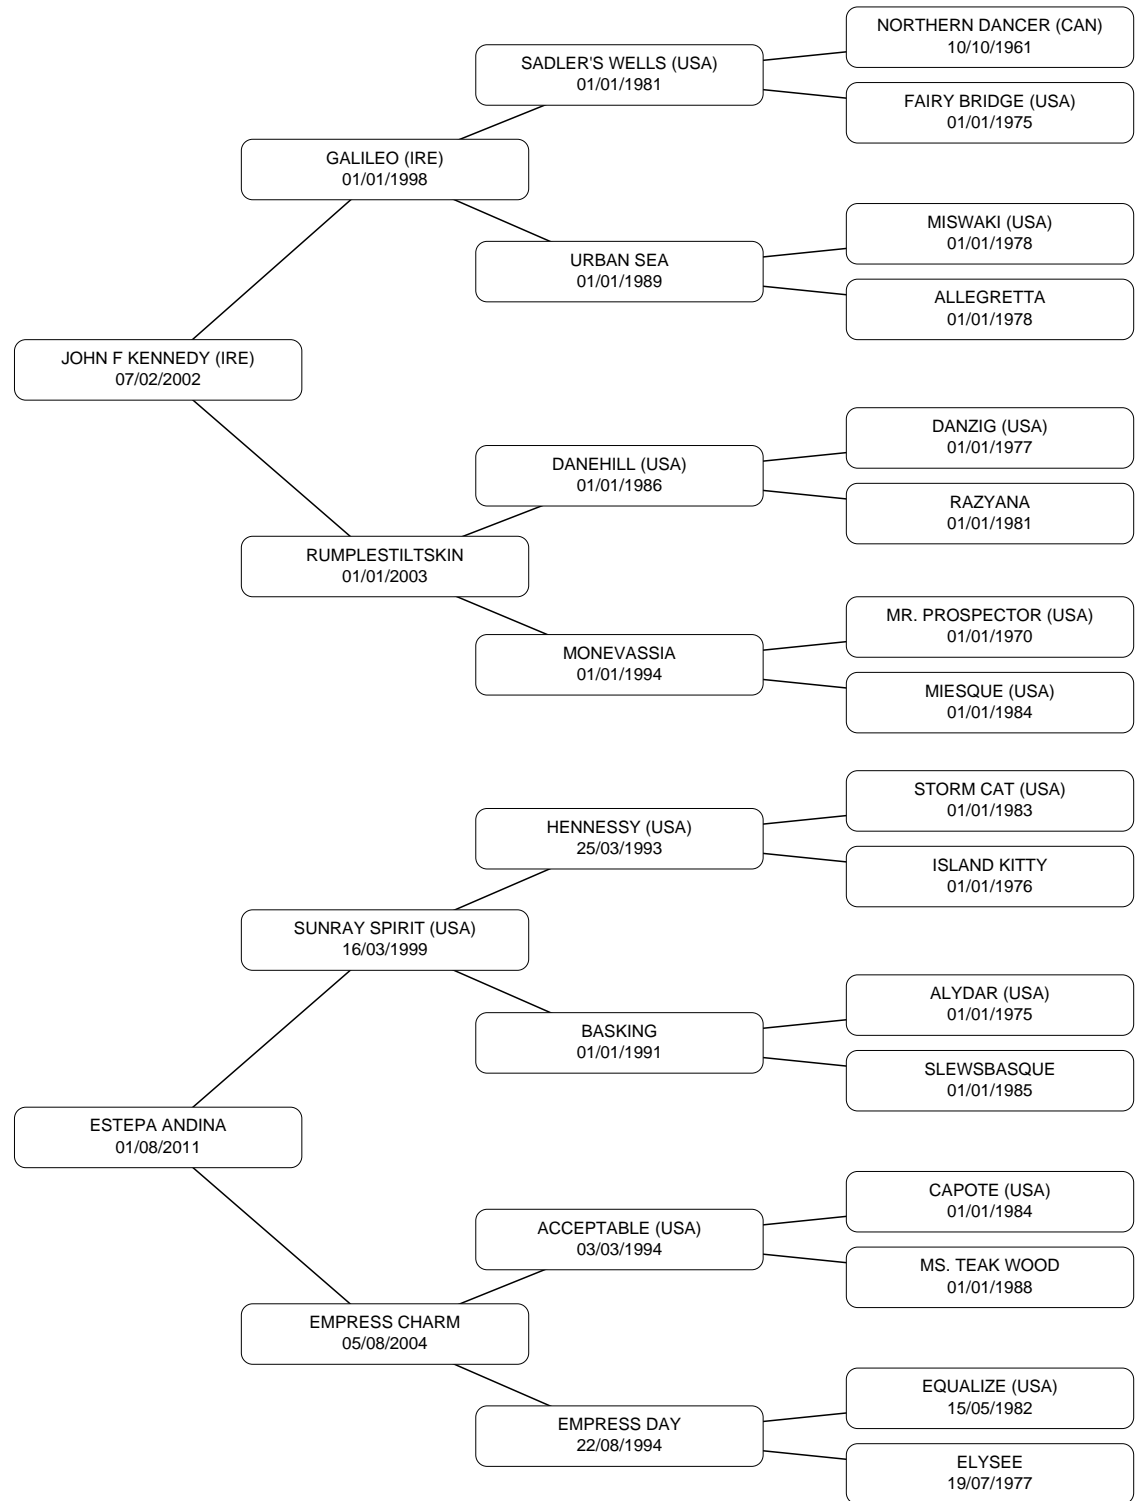 NORTHERN DANCER (CAN)
10/10/1961
SADLER'S WELLS (USA)
01/01/1981
FAIRY BRIDGE (USA)
01/01/1975
GALILEO (IRE)
01/01/1998
MISWAKI (USA)
01/01/1978
URBAN SEA
01/01/1989
ALLEGRETTA
01/01/1978
JOHN F KENNEDY (IRE)
07/02/2002
DANZIG (USA)
01/01/1977
DANEHILL (USA)
01/01/1986
RAZYANA
01/01/1981
RUMPLESTILTSKIN
01/01/2003
MR. PROSPECTOR (USA)
01/01/1970
MONEVASSIA
01/01/1994
MIESQUE (USA)
01/01/1984
STORM CAT (USA)
01/01/1983
HENNESSY (USA)
25/03/1993
ISLAND KITTY
01/01/1976
SUNRAY SPIRIT (USA)
16/03/1999
ALYDAR (USA)
01/01/1975
BASKING
01/01/1991
SLEWSBASQUE
01/01/1985
ESTEPA ANDINA
01/08/2011
CAPOTE (USA)
01/01/1984
ACCEPTABLE (USA)
03/03/1994
MS. TEAK WOOD
01/01/1988
EMPRESS CHARM
05/08/2004
EQUALIZE (USA)
15/05/1982
EMPRESS DAY
22/08/1994
ELYSEE
19/07/1977